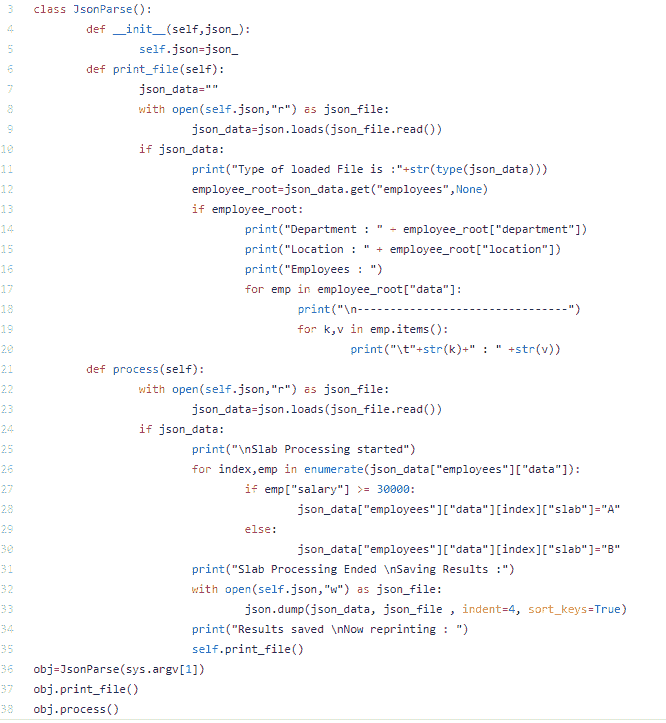 3 class JsonParse():
4         def __init__(self,json_):
5                 self.json=json_
6         def print_file(self):
7                 json_data=""
8                 with open(self.json,"r") as json_file:
9                         json_data=json.loads(json_file.read())
10                 if json_data:
11                         print("Type of loaded File is :"+str(type(json_data)))
12                         employee_root=json_data.get("employees",None)
13                         if employee_root:
14                                 print("Department : " + employee_root["department"])
15                                 print("Location : " + employee_root["location"])
16                                 print("Employees : ")
17                                 for emp in employee_root["data"]:
18                                         print("\n--------------------------------")
19                                         for k,v in emp.items():
20                                                 print("\t"+str(k)+" : " +str(v))
21         def process(self):
22                 with open(self.json,"r") as json_file:
23                         json_data=json.loads(json_file.read())
24                 if json_data:
25                         print("\nSlab Processing started")
26                         for index,emp in enumerate(json_data["employees"]["data"]):
27                                 if emp["salary"] >= 30000:
28                                         json_data["employees"]["data"][index]["slab"]="A"
29                                 else:
30                                         json_data["employees"]["data"][index]["slab"]="B"
31                         print("Slab Processing Ended \nSaving Results :")
32                         with open(self.json,"w") as json_file:
33                                 json.dump(json_data, json_file , indent=4, sort_keys=True)
34                         print("Results saved \nNow reprinting : ")
35                         self.print_file()
36 obj=JsonParse(sys.argv[1])
37 obj.print_file()
38 obj.process()